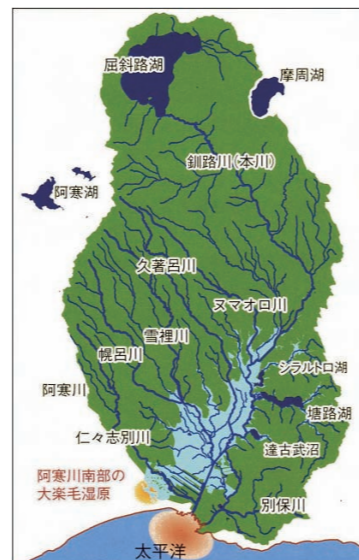 屈斜路湖
摩周湖
釧路川(本川)
阿寒湖
久著呂川
ヌマオロ川
雪裡川
シラルトロ湖
幌呂川
塘路湖
阿寒川
仁々志別川
達古武沼
阿寒川南部の
大楽毛湿原
別保川
太平洋